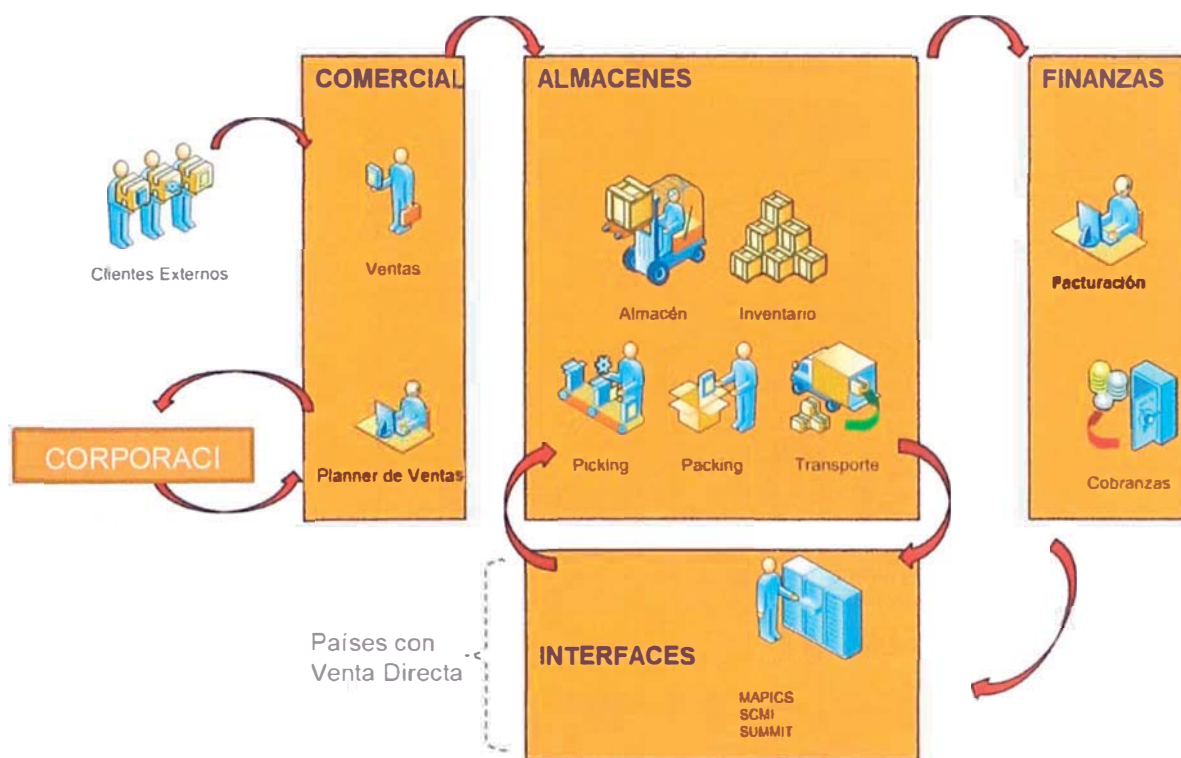 COMERCIAL
ALMACENES
FINANZAS
Clientes Externos
Ventas
Almacén
Inventario
Facturación
CORPORACI
Planner de Ventas
Picking
Packing
Transporte
Cobranzas
Países con
Venta Directa
INTERFACES
MAPICS
SCMI
SUMMIT